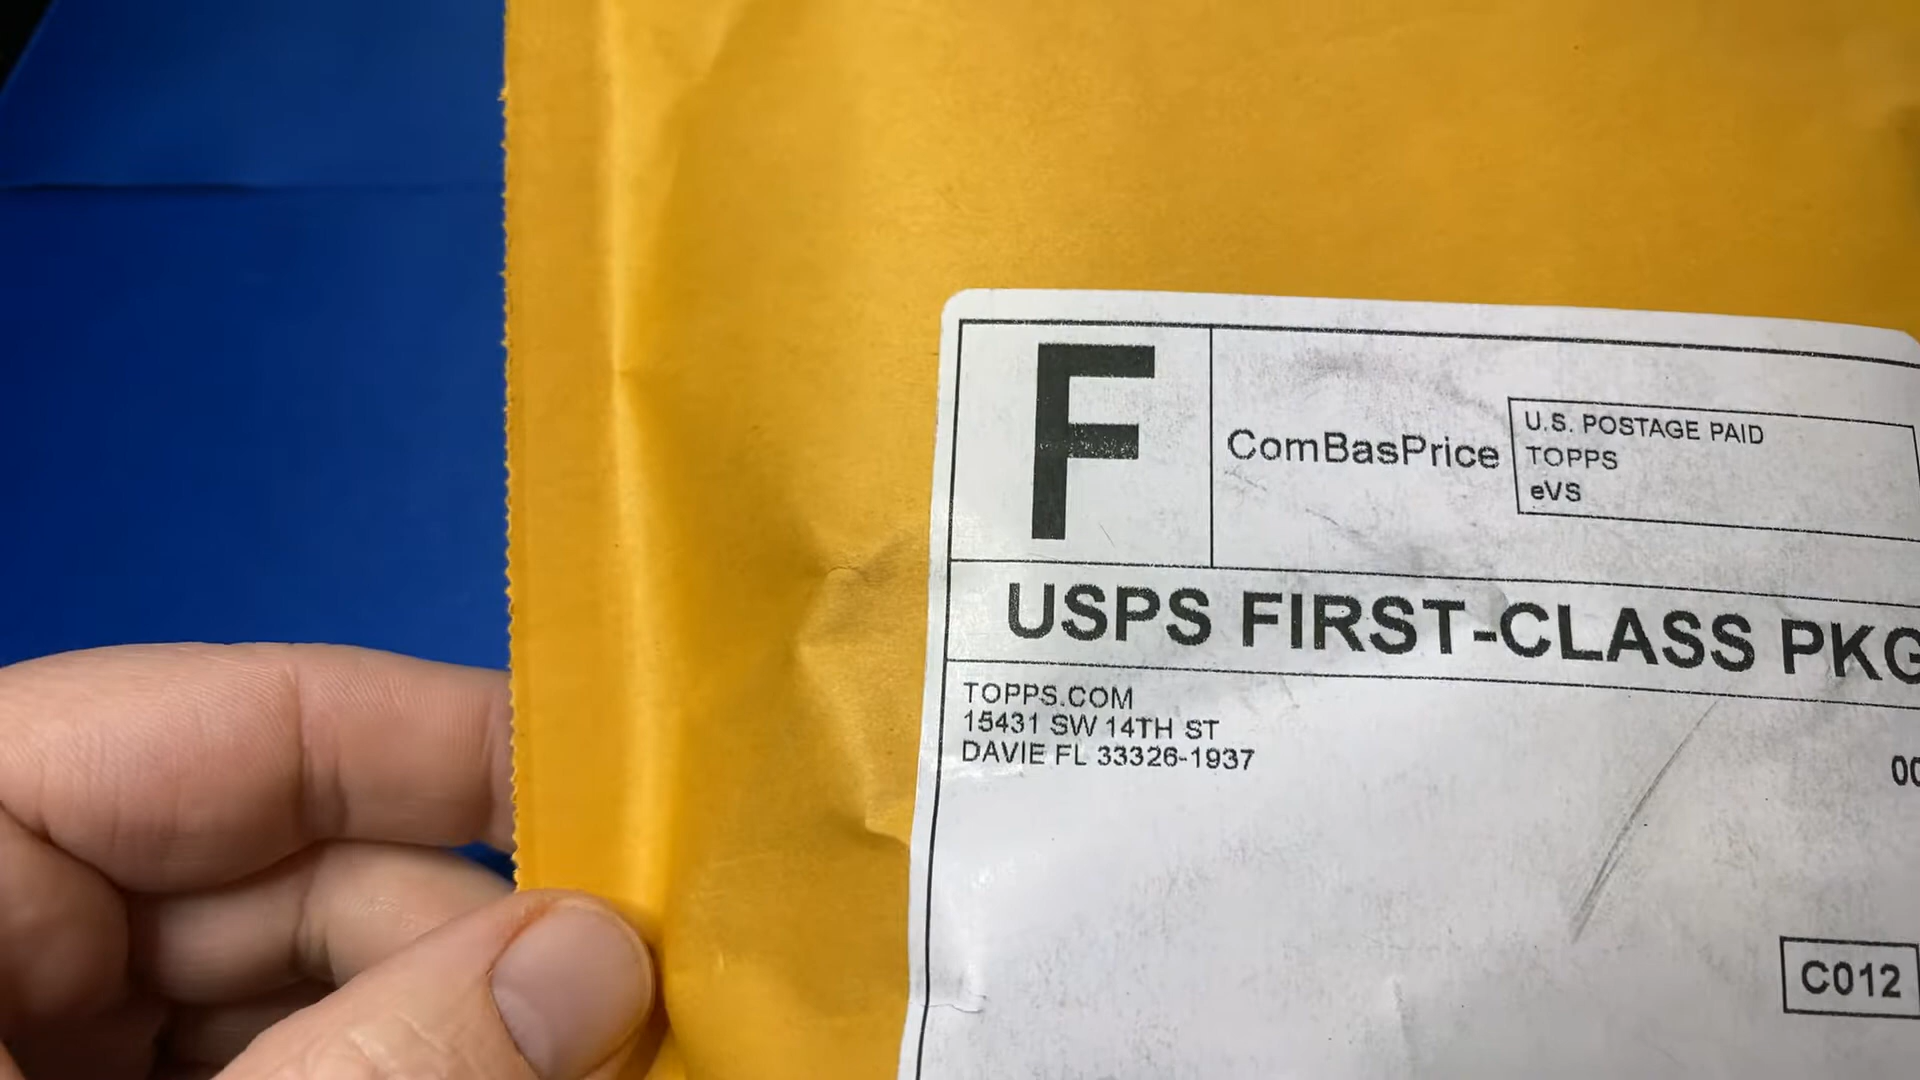 F
ComBasPrice
U.S. POSTAGE PAID
TOPPS
eVS
USPS FIRST-CLASS PKG
TOPPS.COM
15431 SW 14TH ST
DAVIE FL 33326-1937
00
C012